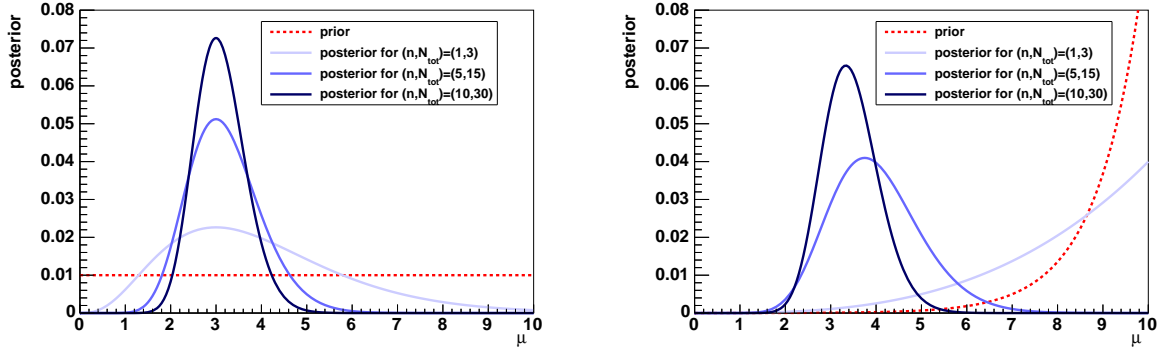 posterior
0.08
0.07
0.06
0.05
0.04
0.03
0.02
0.01
0
prior
posterior for (n,N_tot)=(1,3)
posterior for (n,N_tot)=(5,15)
posterior for (n,N_tot)=(10,30)
0 1 2 3 4 5 6 7 8 9 10
μ
posterior
0.08
0.07
0.06
0.05
0.04
0.03
0.02
0.01
0
prior
posterior for (n,N_tot)=(1,3)
posterior for (n,N_tot)=(5,15)
posterior for (n,N_tot)=(10,30)
0 1 2 3 4 5 6 7 8 9 10
μ